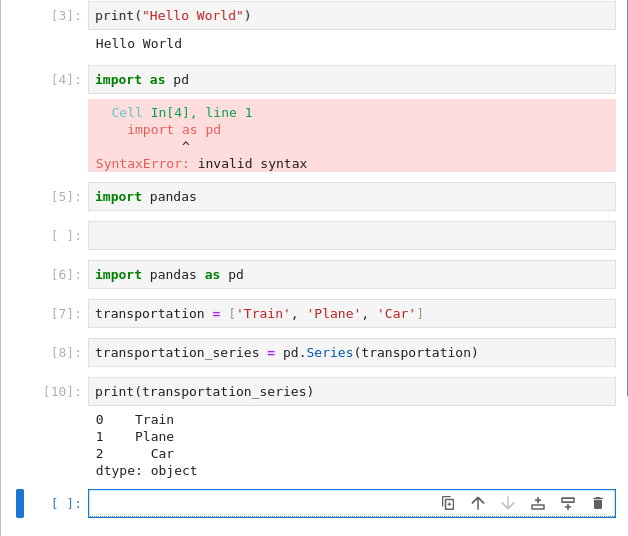 [3]: print("Hello World")
Hello World
[4]: import as pd
Cell In[4], line 1
import as pd
^
SyntaxError: invalid syntax
[5]: import pandas
[ ]:
[6]: import pandas as pd
[7]: transportation = ['Train', 'Plane', 'Car']
[8]: transportation_series = pd.Series(transportation)
[10]: print(transportation_series)
0    Train
1    Plane
2      Car
dtype: object
[ ]: